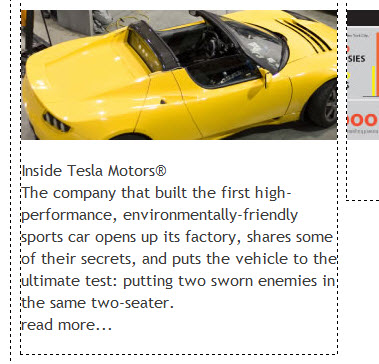 Inside Tesla Motors®
The company that built the first high-
performance, environmentally-friendly
sports car opens up its factory, shares some
of their secrets, and puts the vehicle to the
ultimate test: putting two sworn enemies in
the same two-seater.
read more...
SIES